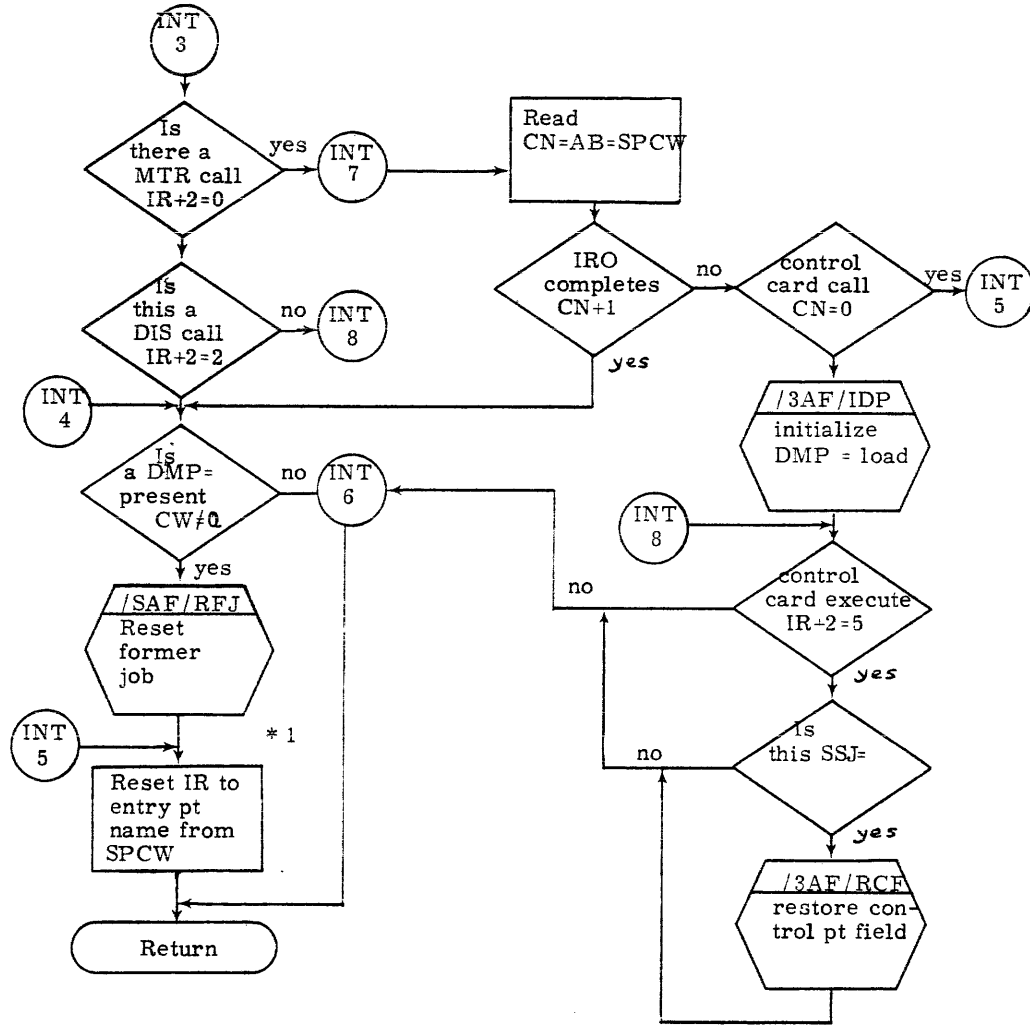 INT
3
Is
there a
MTR call
IR+2=0
yes
INT
7
Read
CN=AB=SPCW
IRO
completes
CN+1
no
yes
control
card call
CN=0
yes
INT
5
Is
this a
DIS call
IR+2=2
no
INT
8
INT
4
Is
a DMP=
present
CW≠0
no
INT
6
yes
/3AF/IDP
initialize
DMP = load
INT
8
control
card execute
IR+2=5
no
yes
/SAF/RFJ
Reset
former
job
INT
5
* 1
Reset IR to
entry pt
name from
SPCW
Return
Is
this SSJ=
no
yes
/3AF/RCF
restore con-
trol pt field